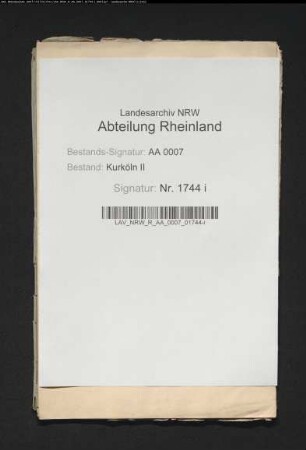 Landesarchiv NRW
Abteilung Rheinland
Bestands-Signatur: AA 0007
Bestand: Kurköln II
Signatur: Nr. 1744 i
LAV_NRW_R_AA_0007_01744-i